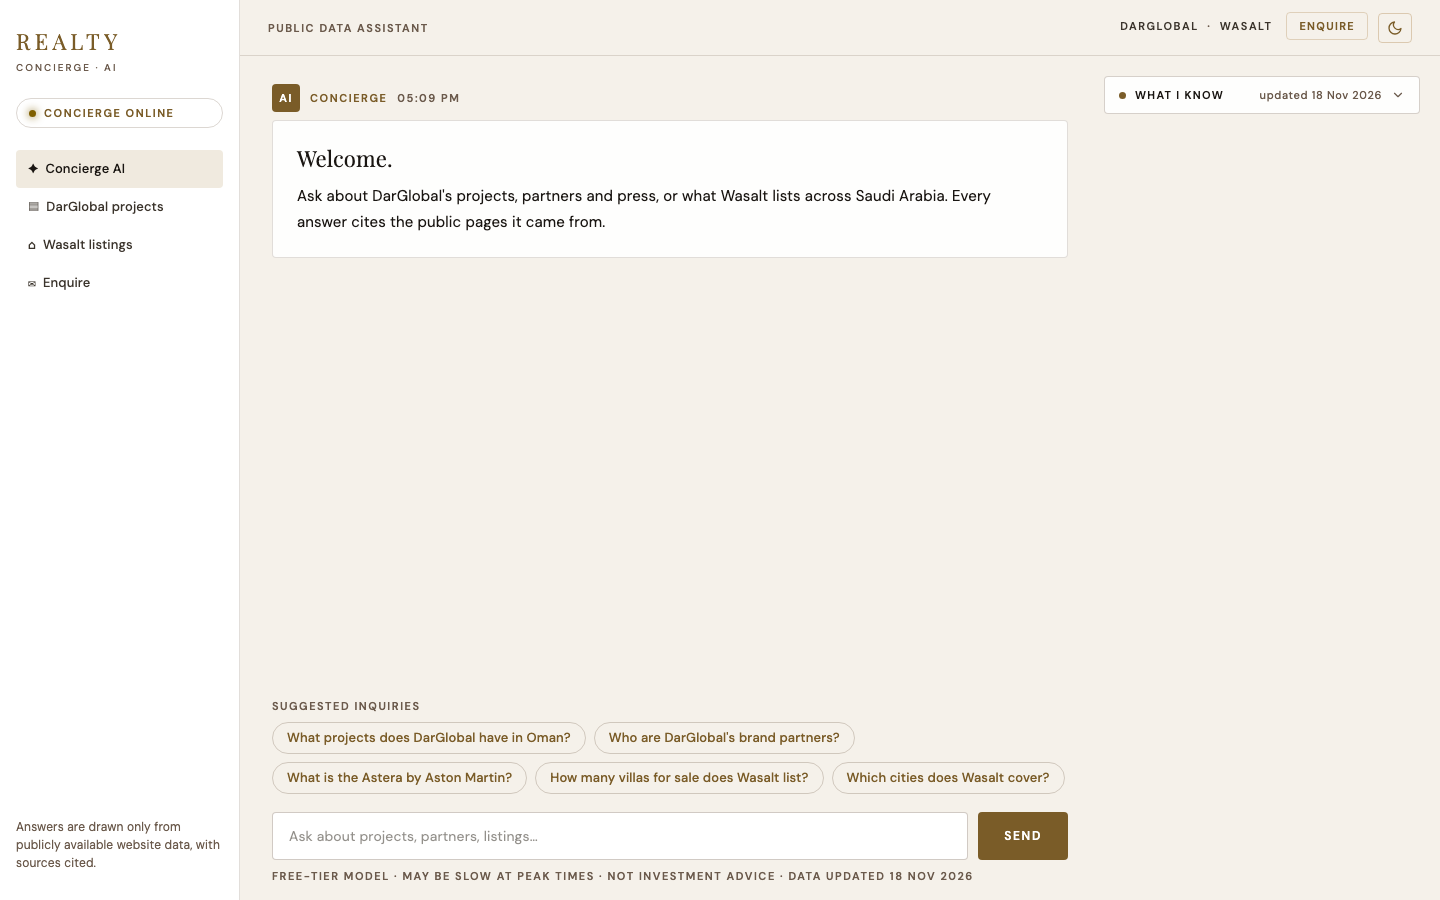 REALTY
CONCIERGE · AI
CONCIERGE ONLINE
Concierge AI
DarGlobal projects
Wasalt listings
Enquire
Answers are drawn only from
publicly available website data, with
sources cited.
PUBLIC DATA ASSISTANT
DARGLOBAL · WASALT
ENQUIRE
AI CONCIERGE 05:09 PM
Welcome.
Ask about DarGlobal's projects, partners and press, or what Wasalt lists across Saudi Arabia. Every
answer cites the public pages it came from.
WHAT I KNOW updated 18 Nov 2026
SUGGESTED INQUIRIES
What projects does DarGlobal have in Oman? Who are DarGlobal's brand partners?
What is the Astera by Aston Martin? How many villas for sale does Wasalt list? Which cities does Wasalt cover?
Ask about projects, partners, listings…
SEND
FREE-TIER MODEL · MAY BE SLOW AT PEAK TIMES · NOT INVESTMENT ADVICE · DATA UPDATED 18 NOV 2026